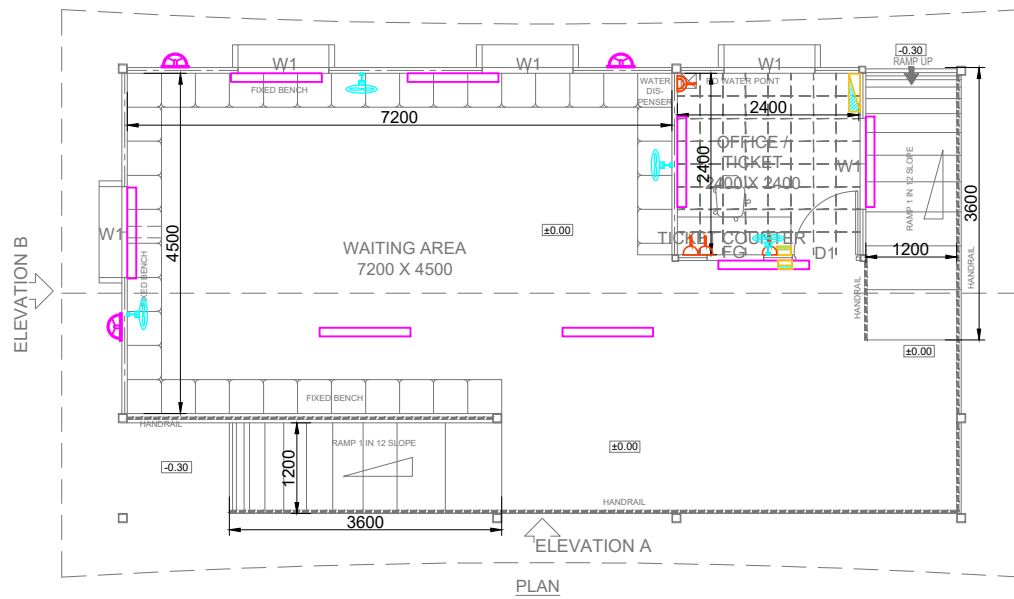 -0.30
RAMP UP
W1
W1
W1
FIXED BENCH
WATER
DIS-
PENSER
RO WATER POINT
7200
2400
OFFICE /
TICKET
2400 X 2400
2400
W1
RAMP 1 IN 12 SLOPE
3600
W1
4500
±0.00
WAITING AREA
7200 X 4500
TICKET COUNTER
FG
D1
1200
ELEVATION B
FIXED BENCH
HANDRAIL
HANDRAIL
±0.00
FIXED BENCH
HANDRAIL
RAMP 1 IN 12 SLOPE
±0.00
-0.30
1200
HANDRAIL
3600
ELEVATION A
PLAN